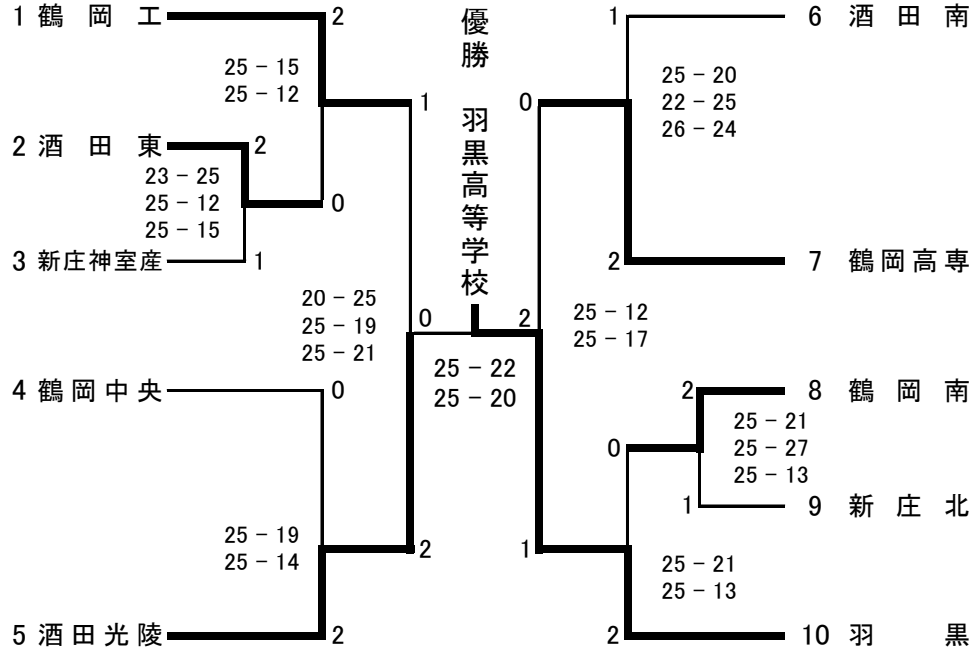 1 鶴岡工
2
25 − 15
25 − 12
1
2 酒田東
2
23 − 25
25 − 12
25 − 15
0
3 新庄神室産
1
20 − 25
25 − 19
25 − 21
0
4 鶴岡中央
0
25 − 19
25 − 14
2
5 酒田光陵
2
優勝 羽黒高等学校
25 − 22
25 − 20
2
6 酒田南
1
25 − 20
22 − 25
26 − 24
0
7 鶴岡高専
2
25 − 12
25 − 17
8 鶴岡南
2
25 − 21
25 − 27
25 − 13
0
9 新庄北
1
1
25 − 21
25 − 13
10 羽黒
2